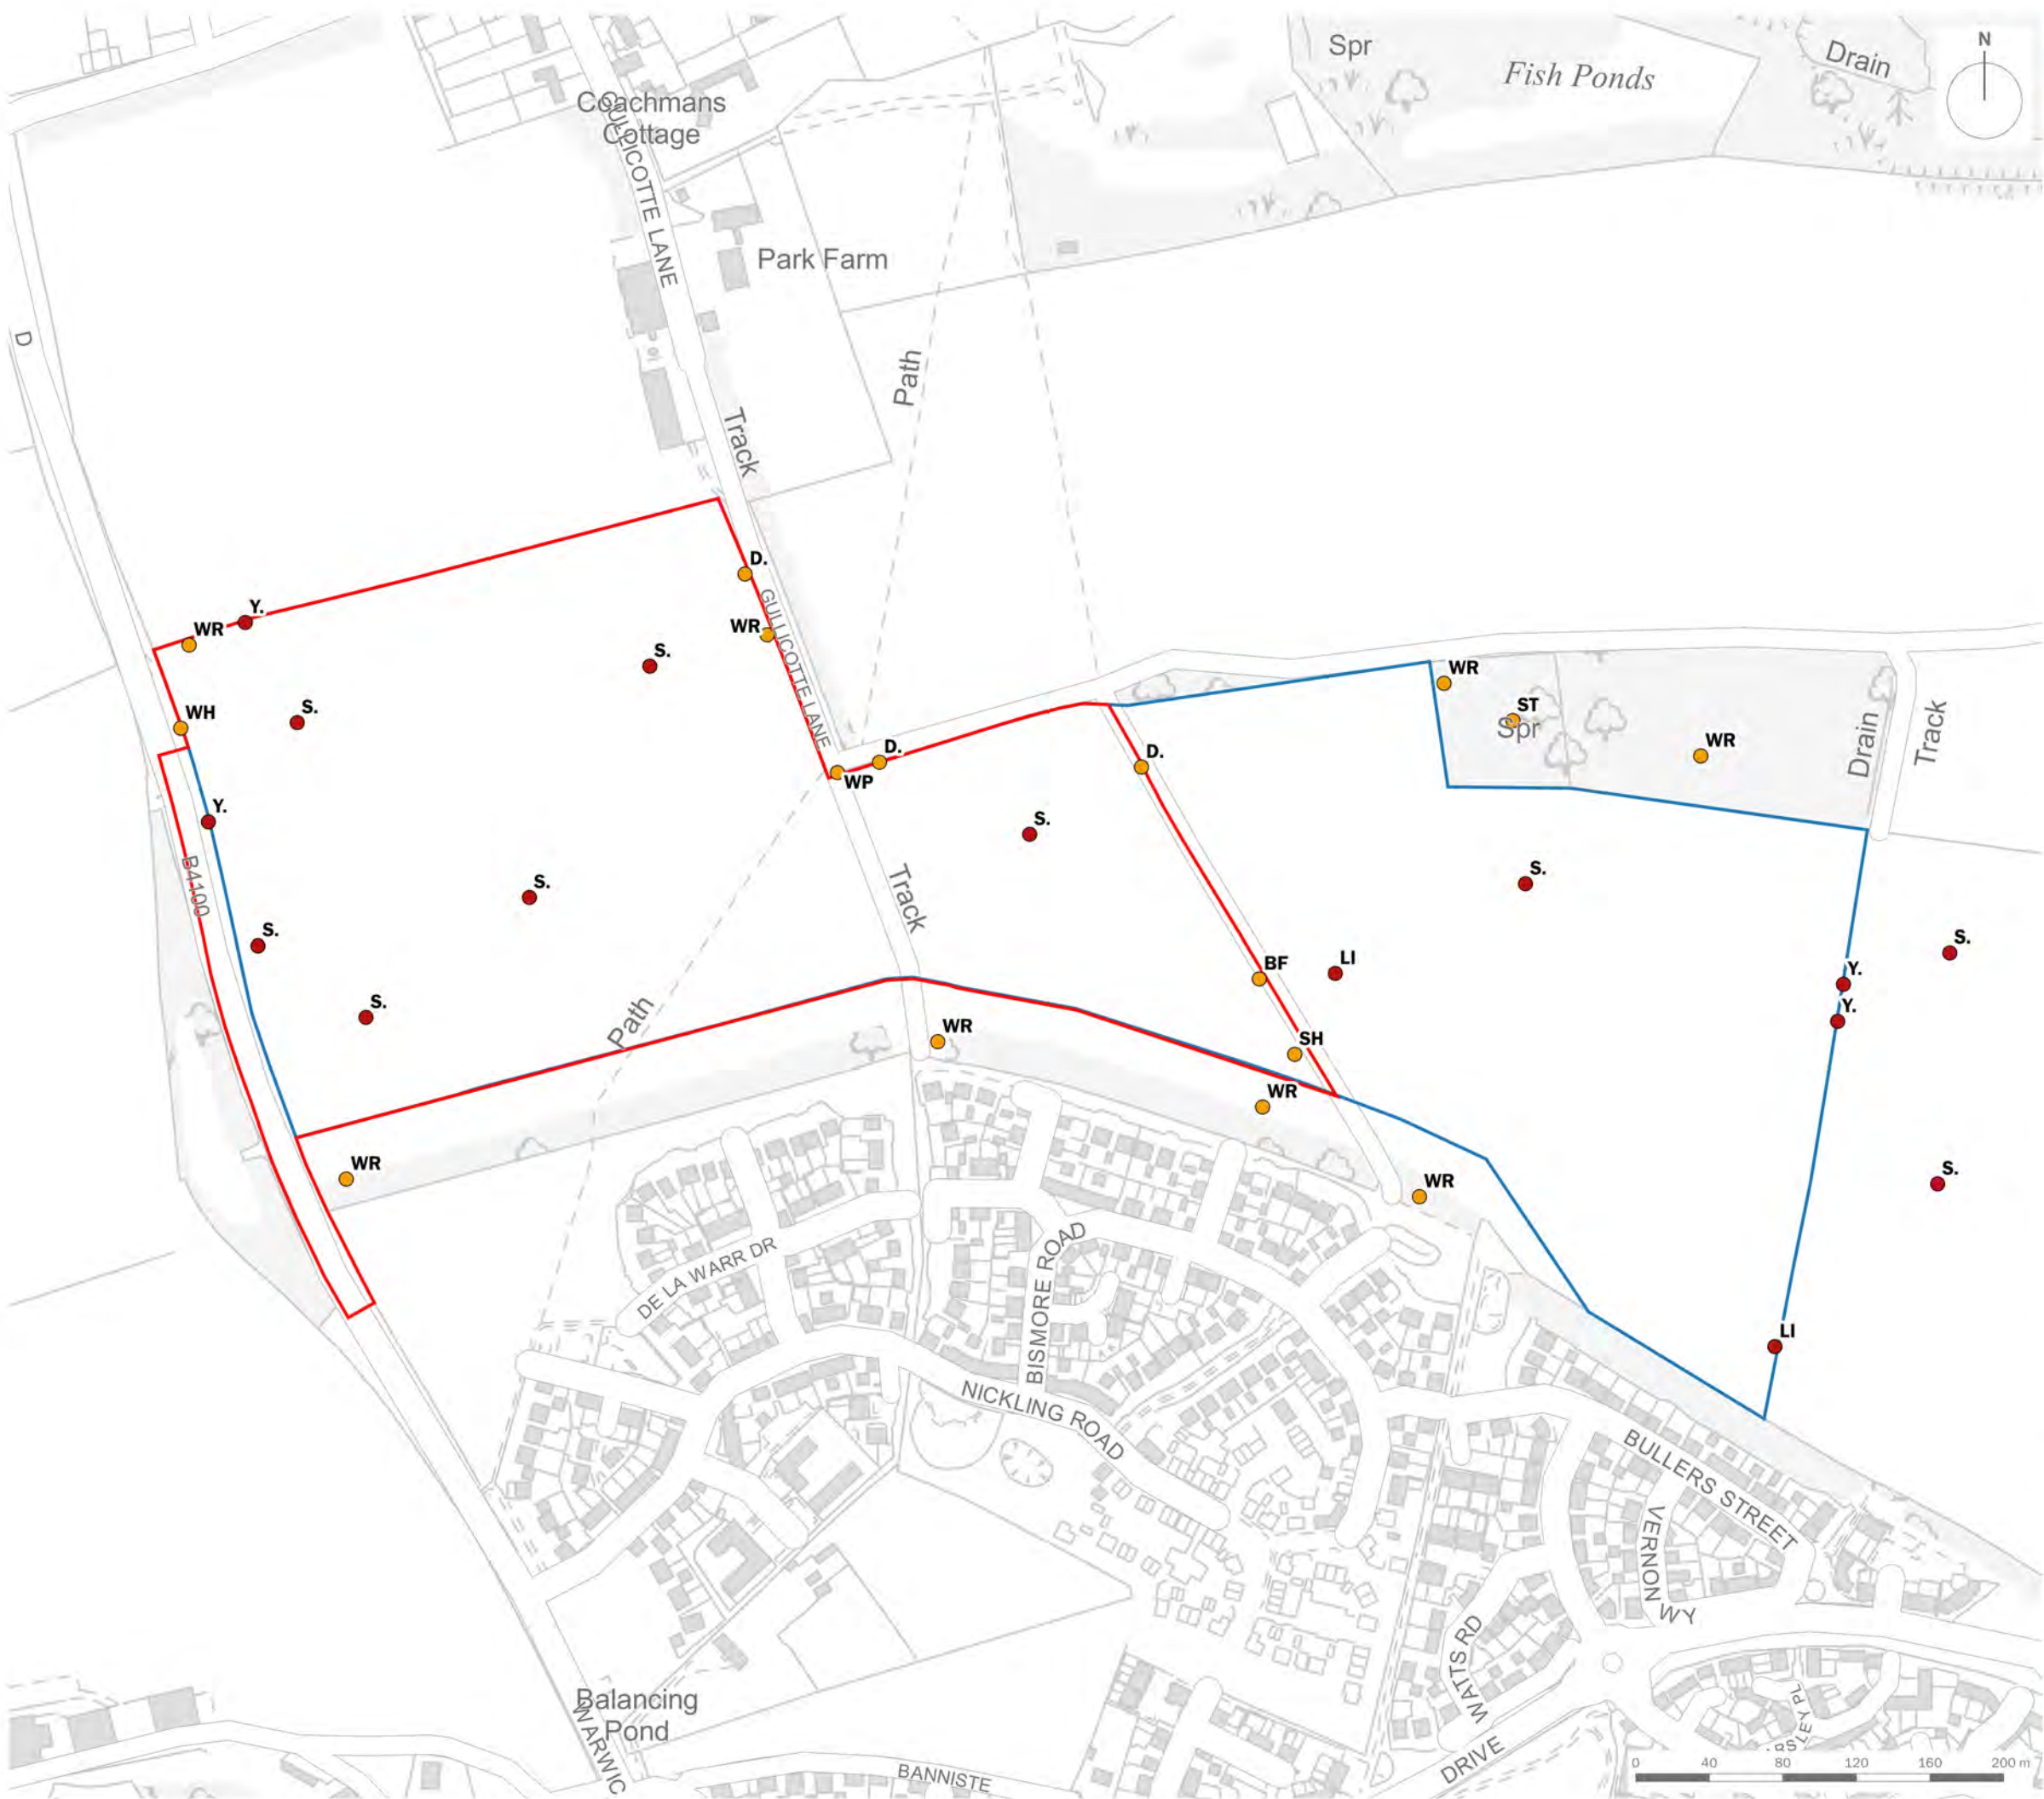 Spr
Fish Ponds
Drain
N
Coachmans
Cottage
GULLICOTTE LANE
Park Farm
D
Path
Track
D.
Y.
WR
WR
S.
GULLICOTTE LANE
WR
WH
S.
ST
Spr
D.
WP
D.
WR
Drain
Track
Y.
S.
B4100
S.
Track
S.
S.
BF
LI
S.
Y.
Y.
S.
Path
WR
SH
WR
WR
WR
S.
DE LA WARR DR
BISMORE ROAD
LI
NICKLING ROAD
BULLERS STREET
VERNON WY
WATTS RD
Balancing
Pond
WARWIC
BANNISTE
DRIVE
RSLEY PL
0 40 80 120 160 200 m